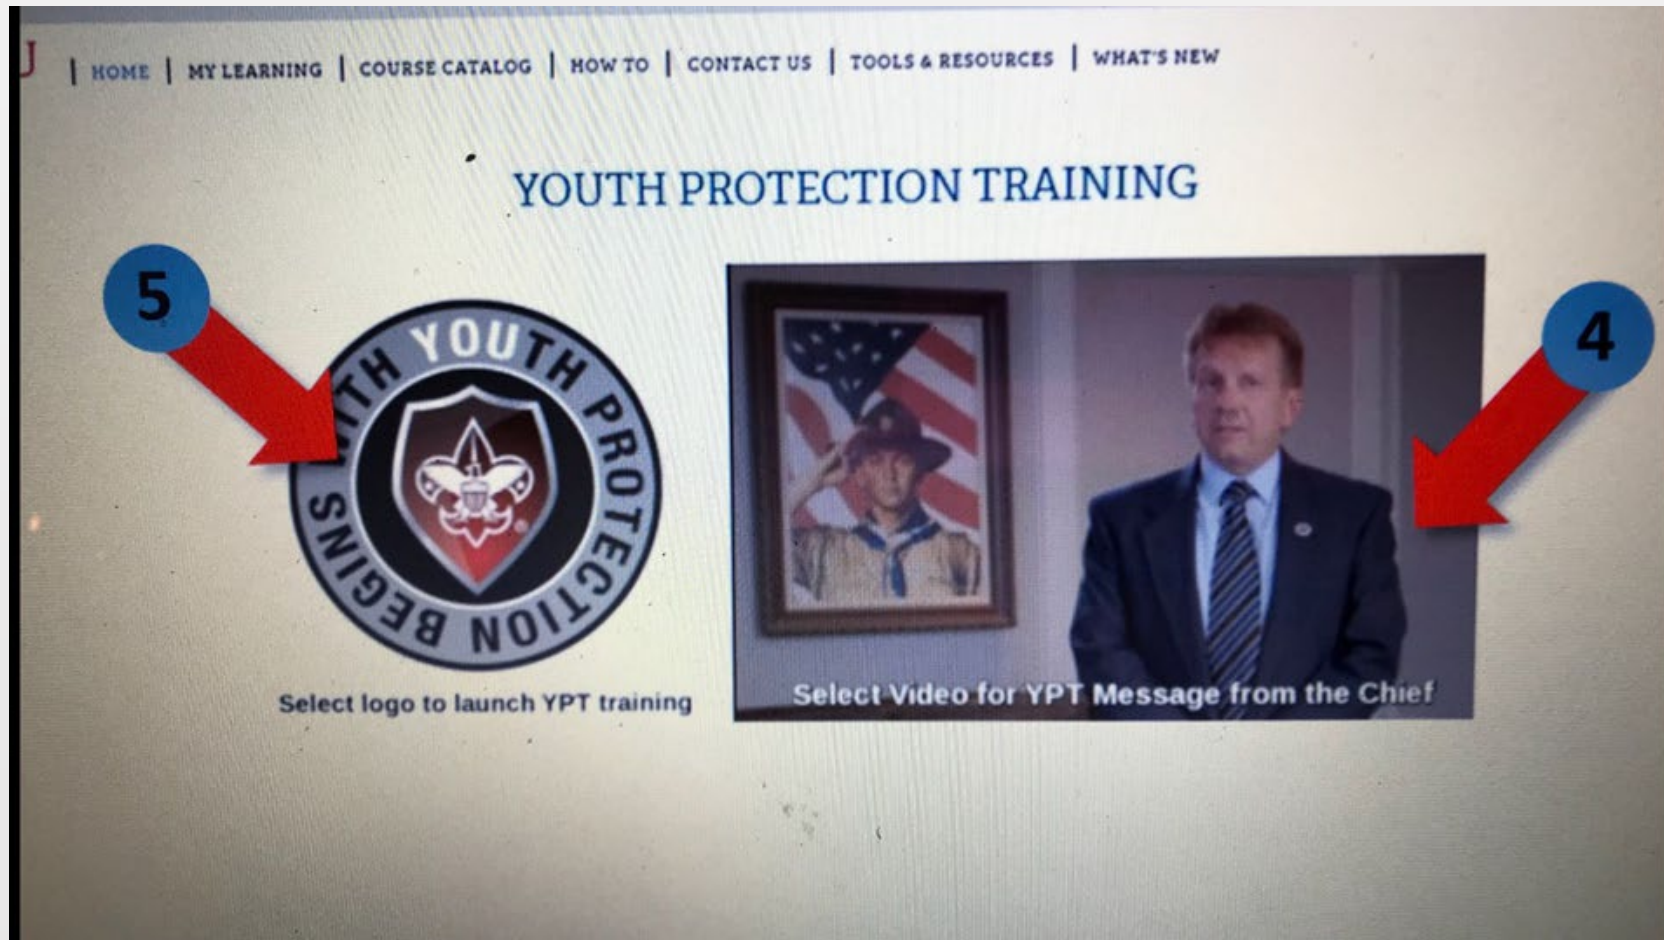 U | HOME | MY LEARNING | COURSE CATALOG | HOW TO | CONTACT US | TOOLS & RESOURCES | WHAT'S NEW
YOUTH PROTECTION TRAINING
5
4
YOUTH PROTECTION BEGINS WITH
®
Select logo to launch YPT training
Select Video for YPT Message from the Chief